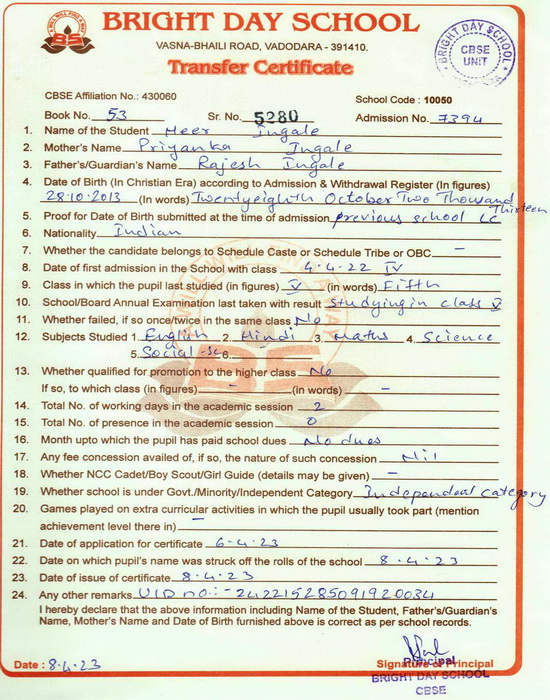 BRIGHT DAY SCHOOL
VASNA-BHAILI ROAD, VADODARA - 391410.
BRIGHT DAY SCHOOL
CBSE
UNIT
BS
Transfer Certificate
CBSE Affiliation No.: 430060
School Code : 10050
Book No. 53 Sr. No. 5280 Admission No. 7394
1. Name of the Student Meer Ingale
2. Mother's Name Priyanka Ingale
3. Father's/Guardian's Name Rajesh Ingale
4. Date of Birth (In Christian Era) according to Admission & Withdrawal Register (In figures)
28.10.2013 (In words) Twentyeighth October Two Thousand
Thirteen
5. Proof for Date of Birth submitted at the time of admission previous school LC
6. Nationality Indian
7. Whether the candidate belongs to Schedule Caste or Schedule Tribe or OBC –
8. Date of first admission in the School with class 4.4.22 IV
9. Class in which the pupil last studied (in figures) V (in words) Fifth
10. School/Board Annual Examination last taken with result Studying in class V
11. Whether failed, if so once/twice in the same class No
12. Subjects Studied 1. English 2. Hindi 3. Maths 4. Science
5. Social-sc 6.
13. Whether qualified for promotion to the higher class No
If so, to which class (in figures) – (in words) –
14. Total No. of working days in the academic session 2
15. Total No. of presence in the academic session 0
16. Month upto which the pupil has paid school dues No dues
17. Any fee concession availed of, if so, the nature of such concession Nil
18. Whether NCC Cadet/Boy Scout/Girl Guide (details may be given) –
19. Whether school is under Govt./Minority/Independent Category Independent category
20. Games played on extra curricular activities in which the pupil usually took part (mention
achievement level there in) –
21. Date of application for certificate 6.4.23
22. Date on which pupil's name was struck off the rolls of the school 8.4.23
23. Date of issue of certificate 8.4.23
24. Any other remarks UID no:- 242215285091920034
I hereby declare that the above information including Name of the Student, Father's/Guardian's
Name, Mother's Name and Date of Birth furnished above is correct as per school records.
Date : 8.4.23
Signature of Principal
Principal
BRIGHT DAY SCHOOL
CBSE